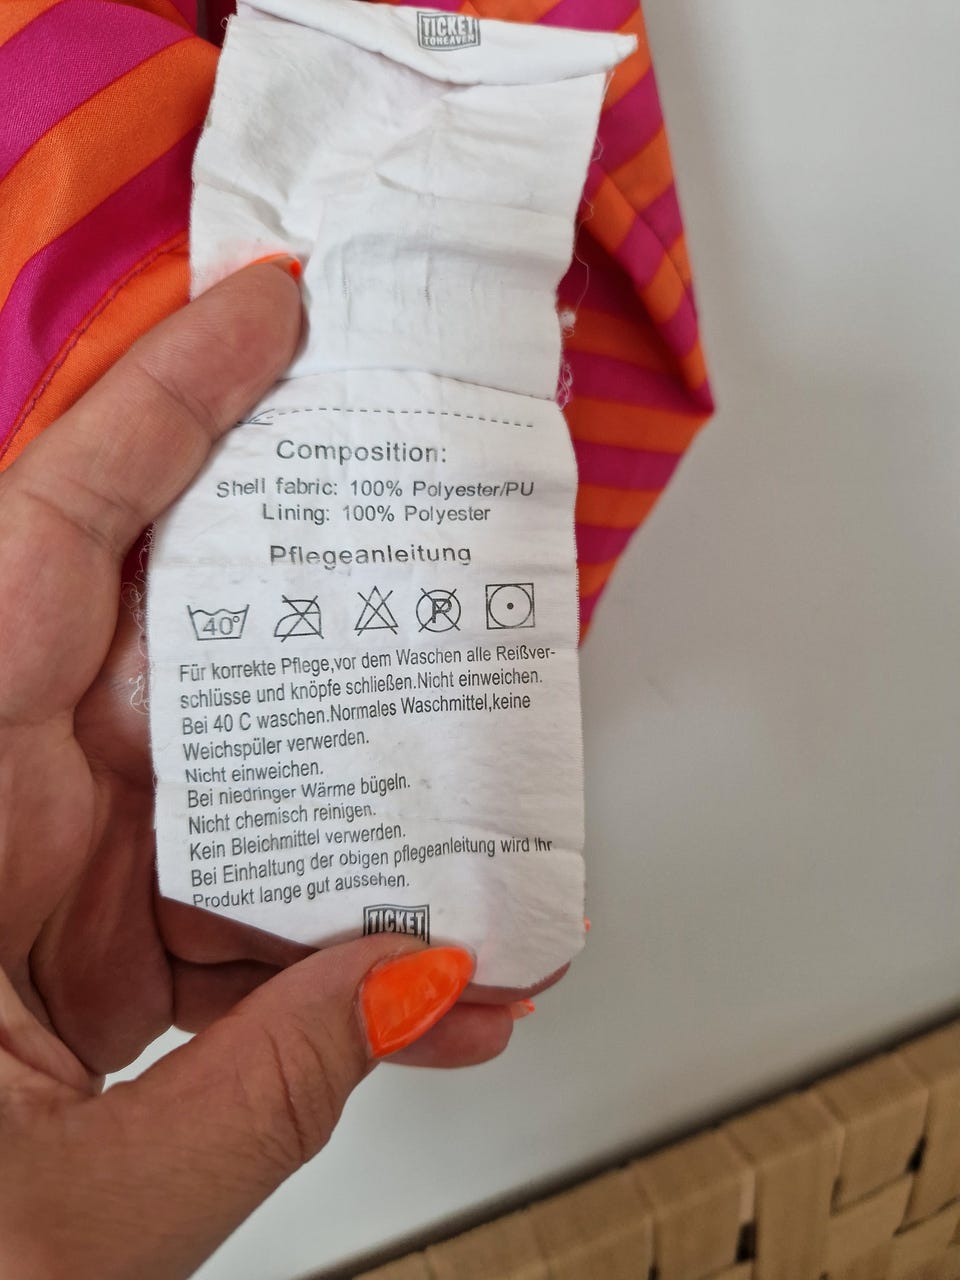 TICKET
TOHEAVEN
Composition:
Shell fabric: 100% Polyester/PU
Lining: 100% Polyester
Pflegeanleitung
40°
P
Für korrekte Pflege,vor dem Waschen alle Reißver-
schlüsse und knöpfe schließen.Nicht einweichen.
Bei 40 C waschen.Normales Waschmittel,keine
Weichspüler verwerden.
Nicht einweichen.
Bei niedringer Wärme bügeln.
Nicht chemisch reinigen.
Kein Bleichmittel verwerden.
Bei Einhaltung der obigen pflegeanleitung wird Ihr
Produkt lange gut aussehen.
TICKET